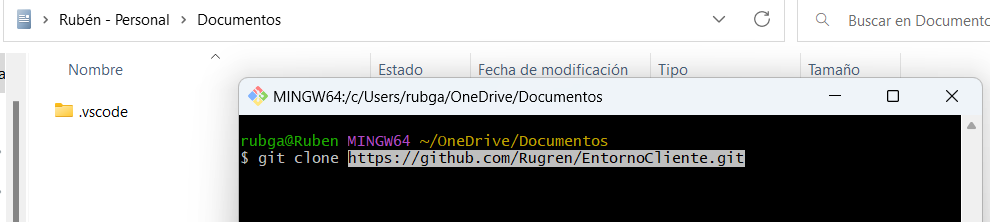 Rubén - Personal > Documentos
Buscar en Documento
Nombre
Estado
Fecha de modificación
Tipo
Tamaño
.vscode
MINGW64:/c/Users/rubga/OneDrive/Documentos
rubga@Ruben MINGW64 ~/OneDrive/Documentos
$ git clone https://github.com/Rugren/EntornoCliente.git